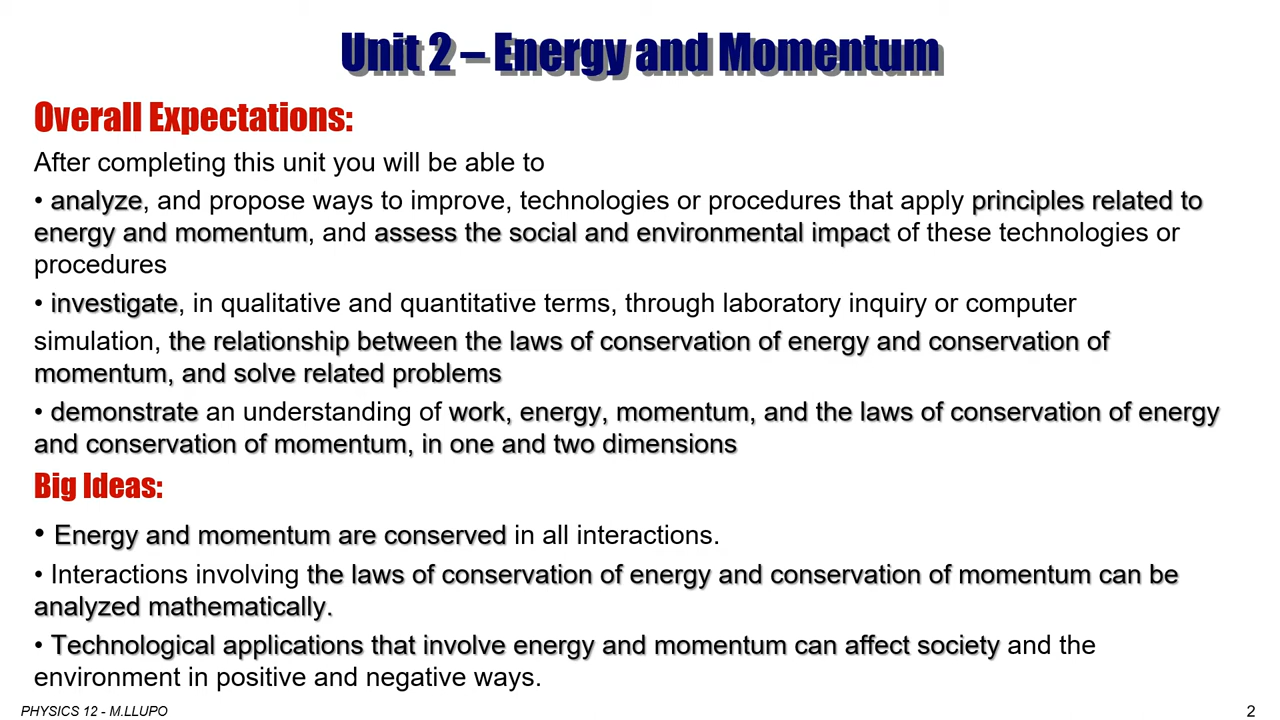 Unit 2 – Energy and Momentum
Overall Expectations:
After completing this unit you will be able to
• analyze, and propose ways to improve, technologies or procedures that apply principles related to
energy and momentum, and assess the social and environmental impact of these technologies or
procedures
• investigate, in qualitative and quantitative terms, through laboratory inquiry or computer
simulation, the relationship between the laws of conservation of energy and conservation of
momentum, and solve related problems
• demonstrate an understanding of work, energy, momentum, and the laws of conservation of energy
and conservation of momentum, in one and two dimensions
Big Ideas:
• Energy and momentum are conserved in all interactions.
• Interactions involving the laws of conservation of energy and conservation of momentum can be
analyzed mathematically.
• Technological applications that involve energy and momentum can affect society and the
environment in positive and negative ways.
PHYSICS 12 - M.LLUPO
2